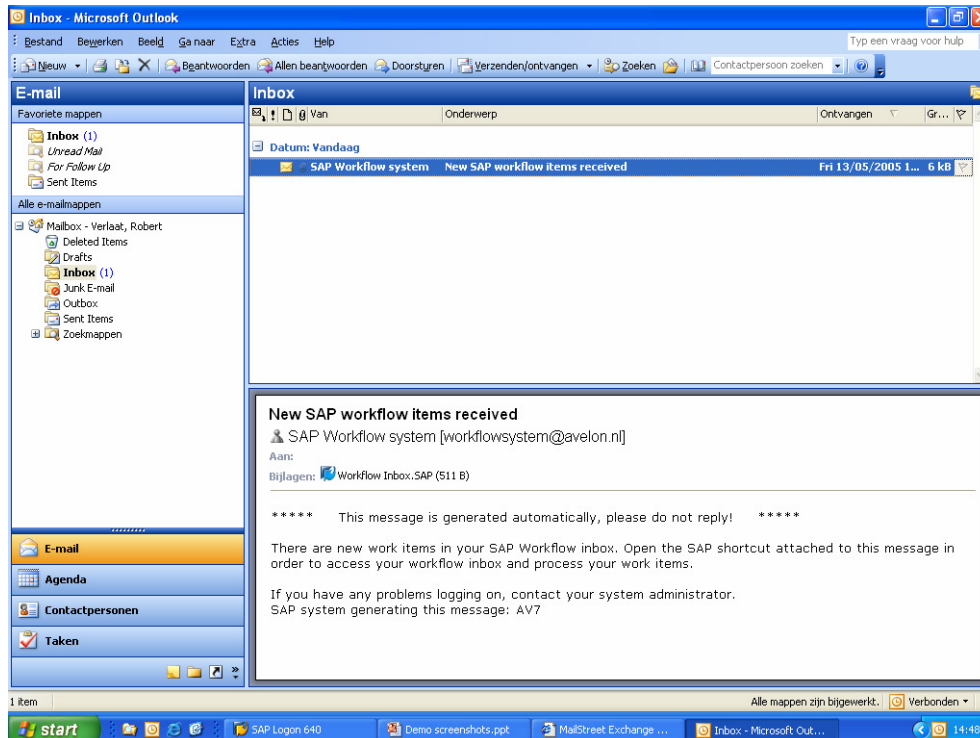 Inbox - Microsoft Outlook
Bestand Bewerken Beeld Ga naar Extra Acties Help Typ een vraag voor hulp
Nieuw Beantwoorden Allen beantwoorden Doorsturen Verzenden/ontvangen Zoeken Contactpersoon zoeken
E-mail
Favoriete mappen
Inbox (1)
Unread Mail
For Follow Up
Sent Items
Alle e-mailmappen
Mailbox - Verlaat, Robert
Deleted Items
Drafts
Inbox (1)
Junk E-mail
Outbox
Sent Items
Zoekmappen
E-mail
Agenda
Contactpersonen
Taken
Inbox
Van Onderwerp Ontvangen Gr...
Datum: Vandaag
SAP Workflow system New SAP workflow items received Fri 13/05/2005 1... 6 kB
New SAP workflow items received
SAP Workflow system [workflowsystem@avelon.nl]
Aan:
Bijlagen: Workflow Inbox.SAP (511 B)
***** This message is generated automatically, please do not reply! *****
There are new work items in your SAP Workflow inbox. Open the SAP shortcut attached to this message in
order to access your workflow inbox and process your work items.
If you have any problems logging on, contact your system administrator.
SAP system generating this message: AV7
1 item Alle mappen zijn bijgewerkt. Verbonden
start SAP Logon 640 Demo screenshots.ppt MailStreet Exchange ... Inbox - Microsoft Out... 14:48